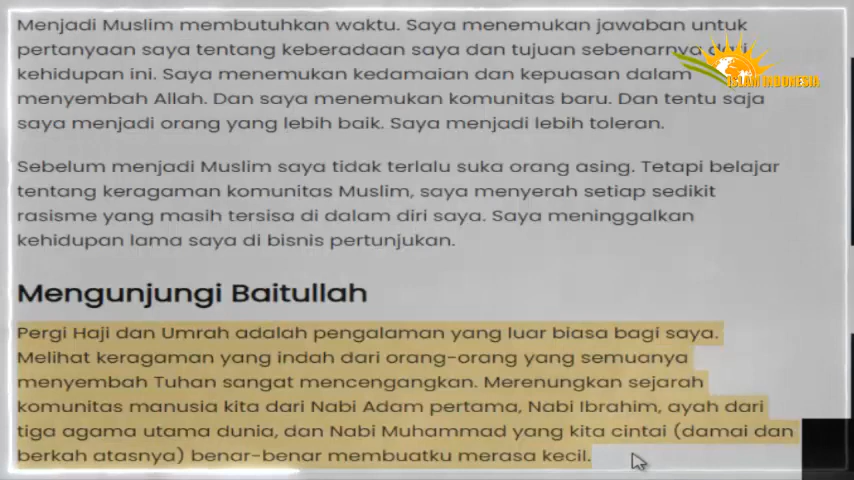 Menjadi Muslim membutuhkan waktu. Saya menemukan jawaban untuk
pertanyaan saya tentang keberadaan saya dan tujuan sebenarnya dari
kehidupan ini. Saya menemukan kedamaian dan kepuasan dalam
menyembah Allah. Dan saya menemukan komunitas baru. Dan tentu saja
saya menjadi orang yang lebih baik. Saya menjadi lebih toleran.
ISLAM INDONESIA
Sebelum menjadi Muslim saya tidak terlalu suka orang asing. Tetapi belajar
tentang keragaman komunitas Muslim, saya menyerah setiap sedikit
rasisme yang masih tersisa di dalam diri saya. Saya meninggalkan
kehidupan lama saya di bisnis pertunjukan.
Mengunjungi Baitullah
Pergi Haji dan Umrah adalah pengalaman yang luar biasa bagi saya.
Melihat keragaman yang indah dari orang-orang yang semuanya
menyembah Tuhan sangat mencengangkan. Merenungkan sejarah
komunitas manusia kita dari Nabi Adam pertama, Nabi Ibrahim, ayah dari
tiga agama utama dunia, dan Nabi Muhammad yang kita cintai (damai dan
berkah atasnya) benar-benar membuatku merasa kecil.